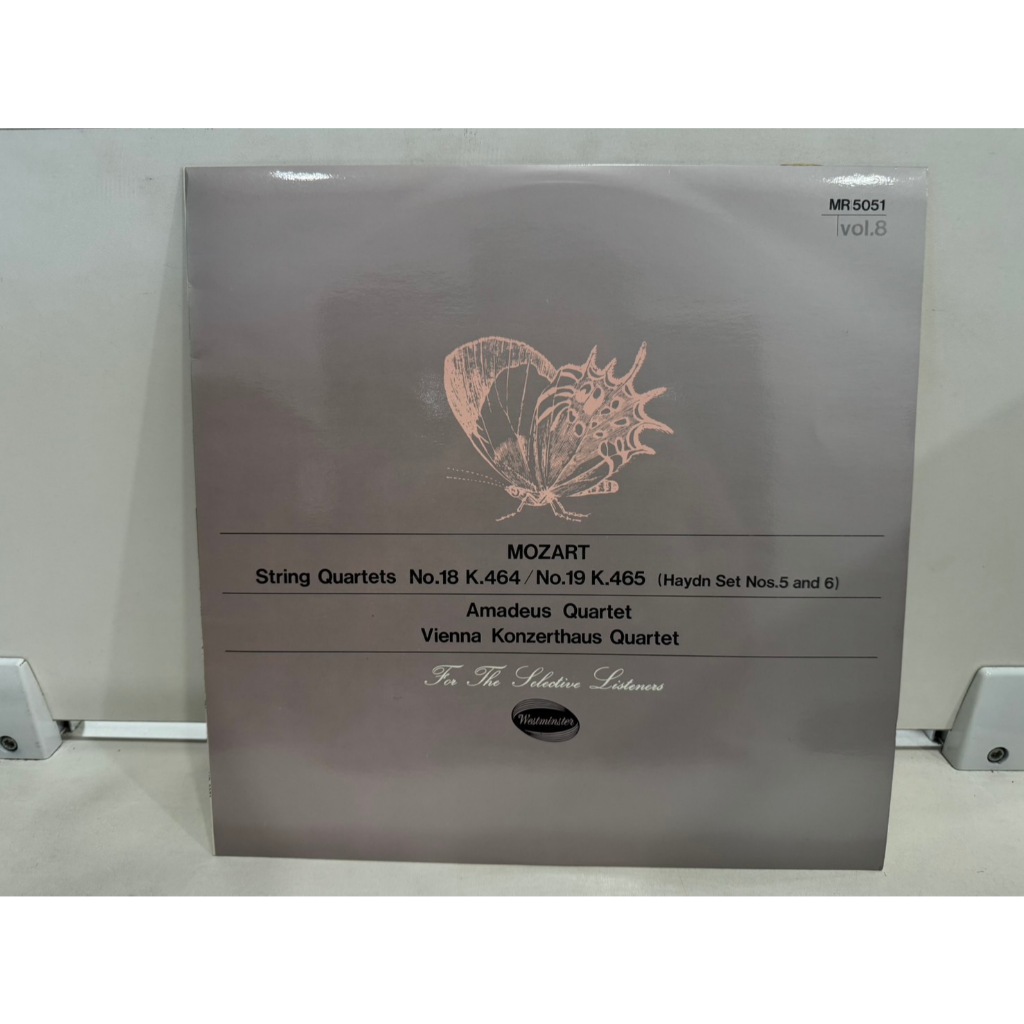 MR 5051
vol.8
MOZART
String Quartets No.18 K.464 / No.19 K.465 (Haydn Set Nos.5 and 6)
Amadeus Quartet
Vienna Konzerthaus Quartet
For The Selective Listeners
Westminster